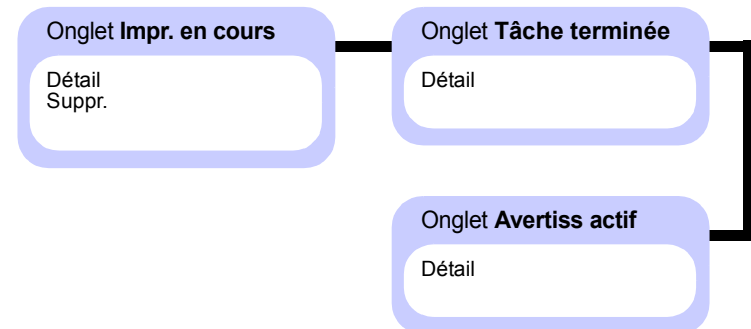 Onglet Impr. en cours
Détail
Suppr.
Onglet Tâche terminée
Détail
Onglet Avertiss actif
Détail